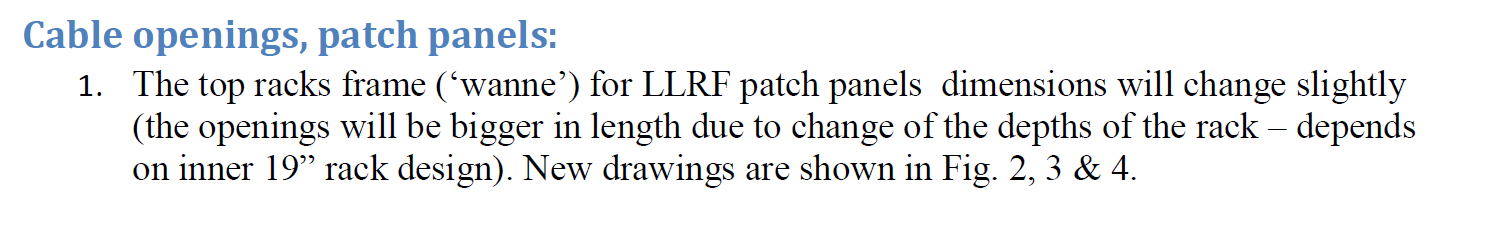 Cable openings, patch panels:
1. The top racks frame (‘wanne’) for LLRF patch panels  dimensions will change slightly
(the openings will be bigger in length due to change of the depths of the rack – depends
on inner 19” rack design). New drawings are shown in Fig. 2, 3 & 4.